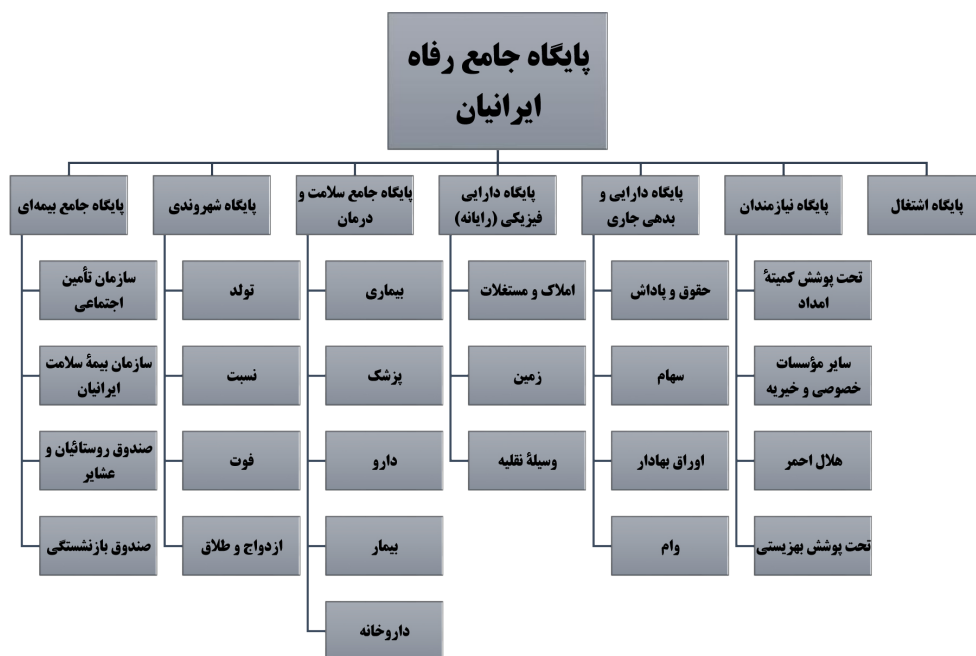 پایگاه جامع رفاه
ایرانیان
پایگاه اشتغال
پایگاه نیازمندان
تحت پوشش کمیتهٔ
امداد
سایر مؤسسات
خصوصی و خیریه
هلال احمر
تحت پوشش بهزیستی
پایگاه دارایی و
بدهی جاری
حقوق و پاداش
سهام
اوراق بهادار
وام
پایگاه دارایی
فیزیکی (رایانه)
املاک و مستغلات
زمین
وسیلهٔ نقلیه
پایگاه جامع سلامت و
درمان
بیماری
پزشک
دارو
بیمار
داروخانه
پایگاه شهروندی
تولد
نسبت
فوت
ازدواج و طلاق
پایگاه جامع بیمه‌ای
سازمان تأمین
اجتماعی
سازمان بیمهٔ سلامت
ایرانیان
صندوق روستائیان و
عشایر
صندوق بازنشستگی